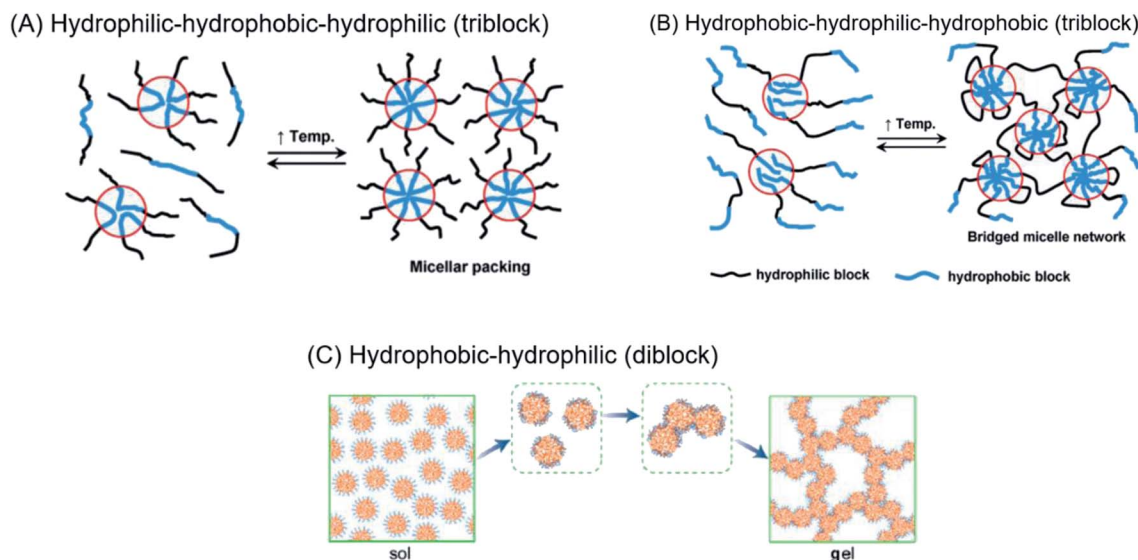 (A) Hydrophilic-hydrophobic-hydrophilic (triblock)
↑ Temp.
Micellar packing
(B) Hydrophobic-hydrophilic-hydrophobic (triblock)
↑ Temp.
Bridged micelle network
hydrophilic block
hydrophobic block
(C) Hydrophobic-hydrophilic (diblock)
sol
gel